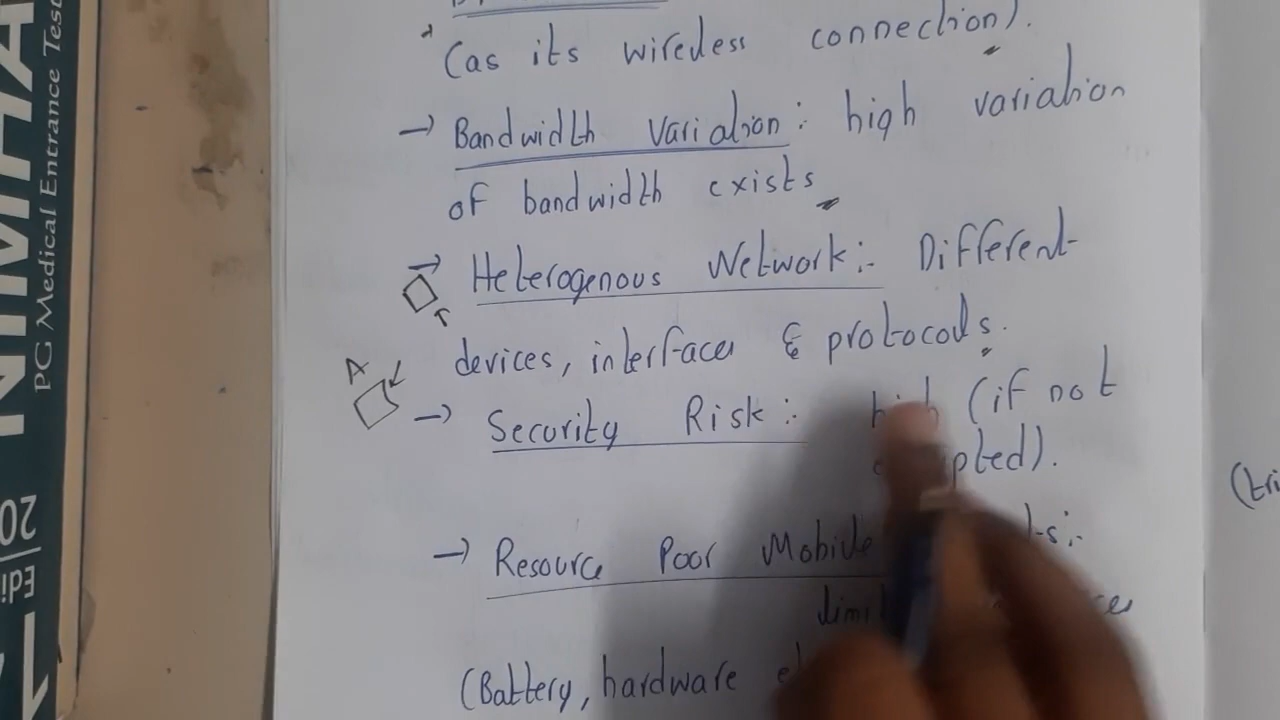 (as its wireless connection).
→ Bandwidth Variation: high variation
of bandwidth exists
→ Heterogenous Network:- Different
devices, interfaces & protocols.
A
→ Security Risk: high (if not
→ Resource Poor Mobile
(Battery, hardware
PG Medical Entrance Test